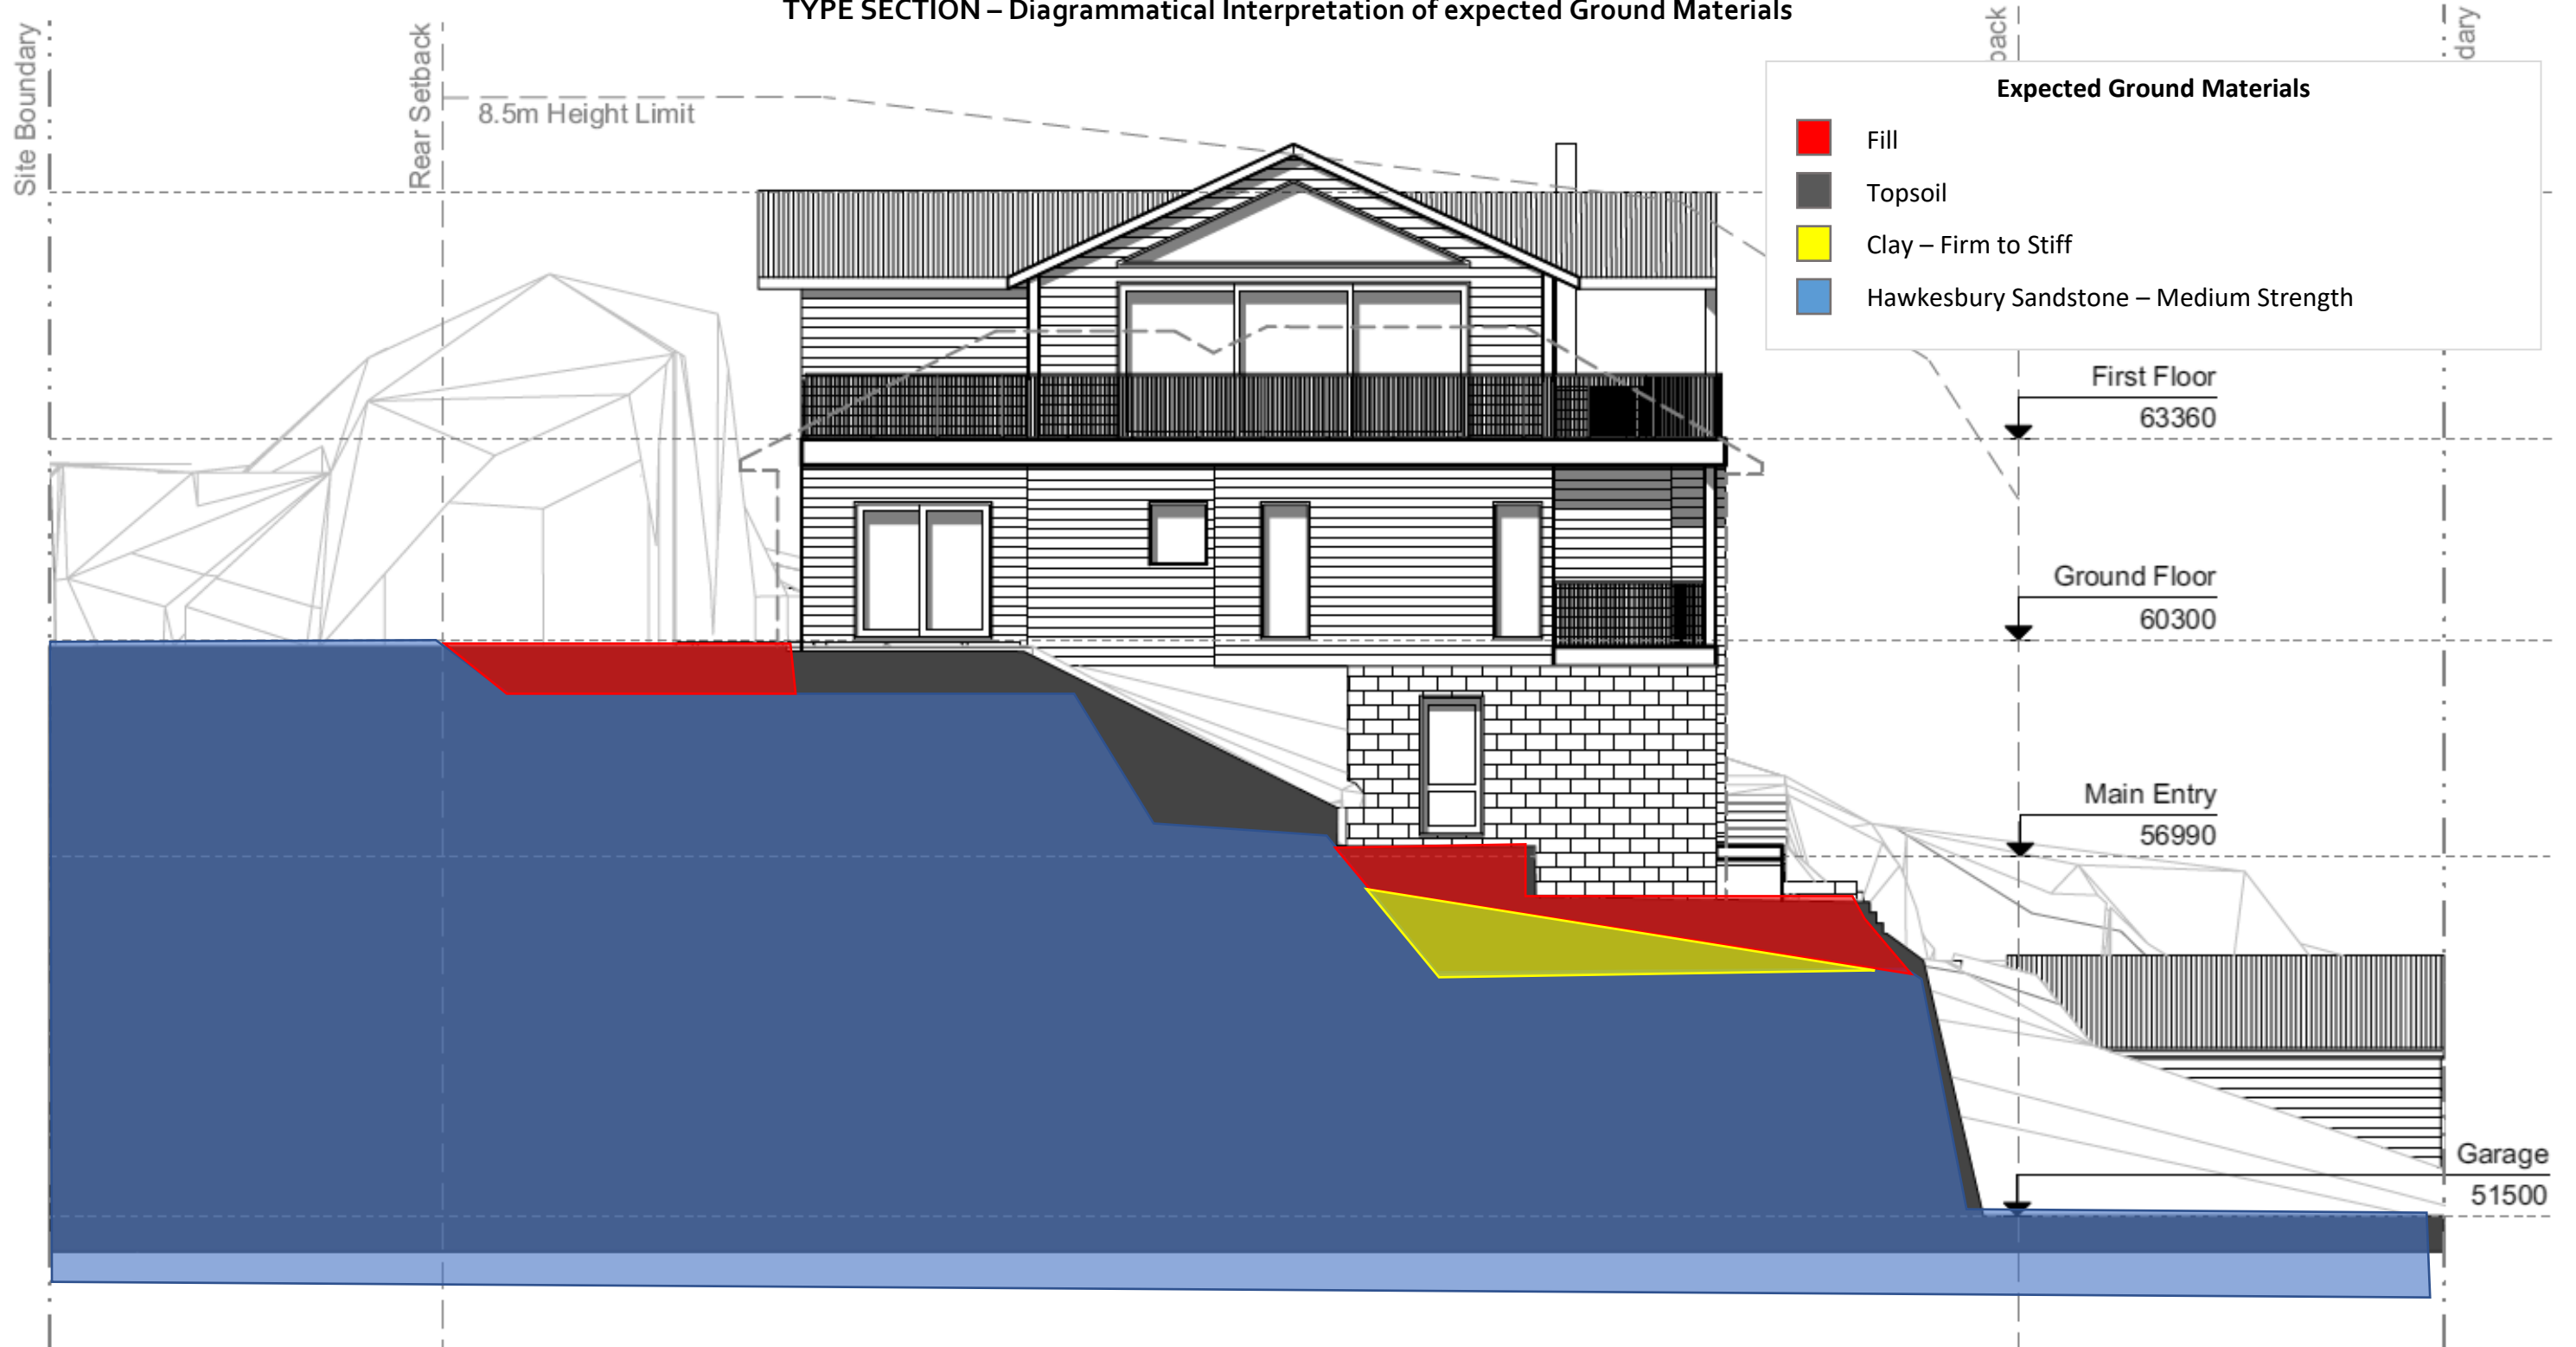 TYPE SECTION – Diagrammatical Interpretation of expected Ground Materials
Site Boundary
Rear Setback
8.5m Height Limit
back
dary
Expected Ground Materials
Fill
Topsoil
Clay – Firm to Stiff
Hawkesbury Sandstone – Medium Strength
First Floor
63360
Ground Floor
60300
Main Entry
56990
Garage
51500